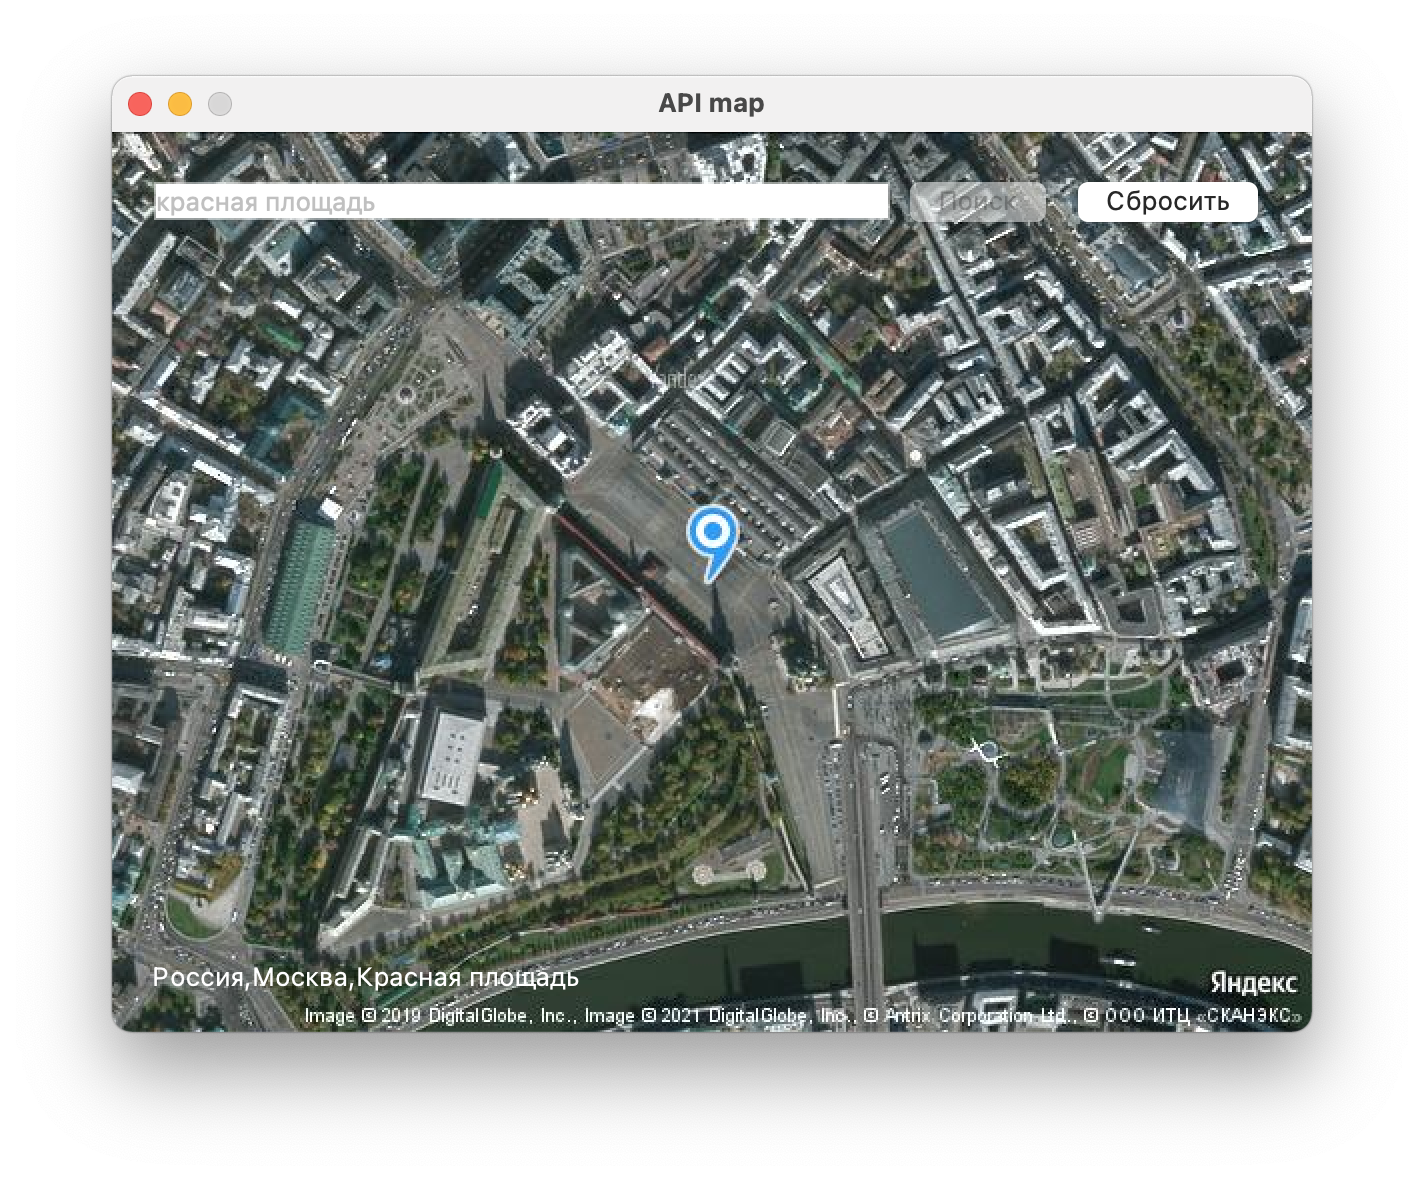 API map
красная площадь
Поиск
Сбросить
Россия,Москва,Красная площадь
Яндекс
Image © 2019 DigitalGlobe, Inc., Image © 2021 DigitalGlobe, Inc., © Antrix Corporation Ltd., © ООО ИТЦ «СКАНЭКС»